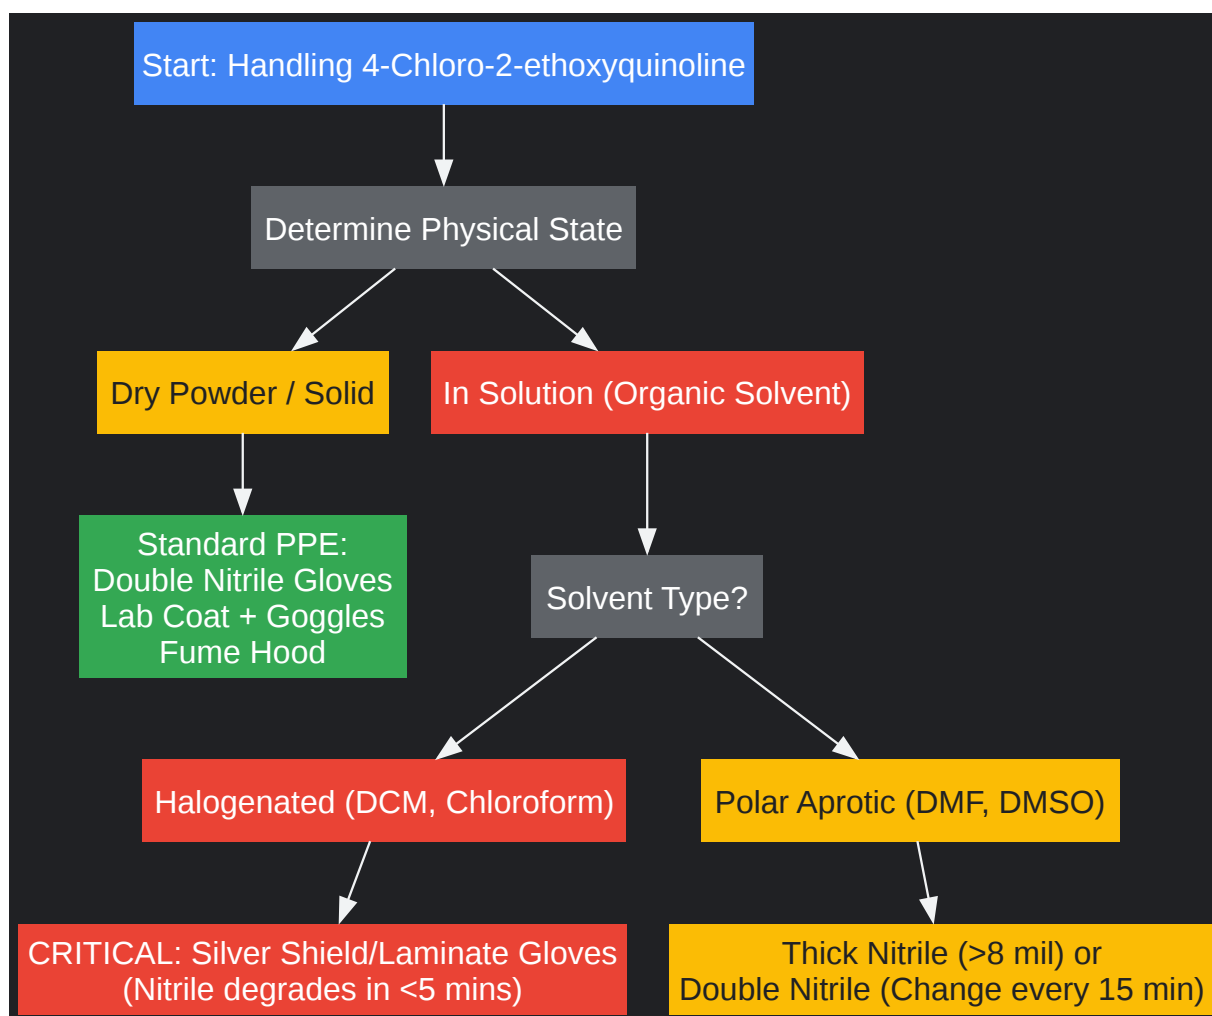 Start: Handling 4-Chloro-2-ethoxyquinoline
Determine Physical State
Dry Powder / Solid
In Solution (Organic Solvent)
Standard PPE:
Double Nitrile Gloves
Lab Coat + Goggles
Fume Hood
Solvent Type?
Halogenated (DCM, Chloroform)
Polar Aprotic (DMF, DMSO)
CRITICAL: Silver Shield/Laminate Gloves
(Nitrile degrades in <5 mins)
Thick Nitrile (>8 mil) or
Double Nitrile (Change every 15 min)